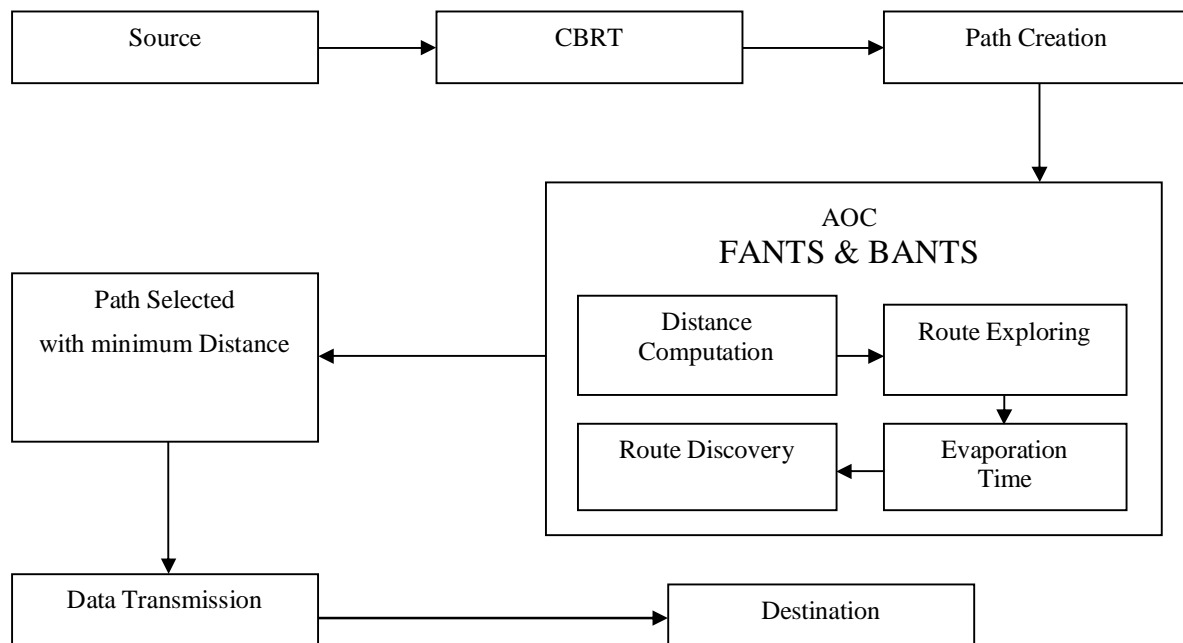 Source
CBRT
Path Creation
AOC
FANTS & BANTS
Distance
Computation
Route Exploring
Evaporation
Time
Route Discovery
Path Selected
with minimum Distance
Data Transmission
Destination